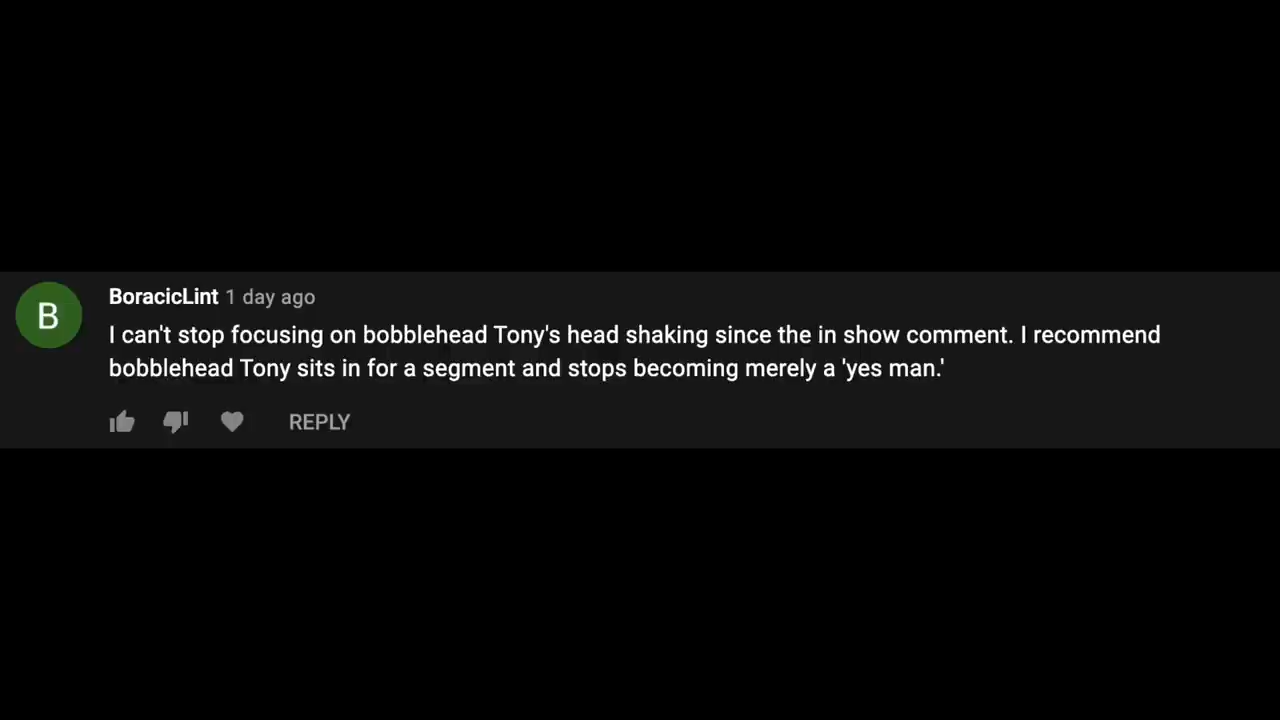 B
BoracicLint 1 day ago
I can't stop focusing on bobblehead Tony's head shaking since the in show comment. I recommend
bobblehead Tony sits in for a segment and stops becoming merely a 'yes man.'
REPLY